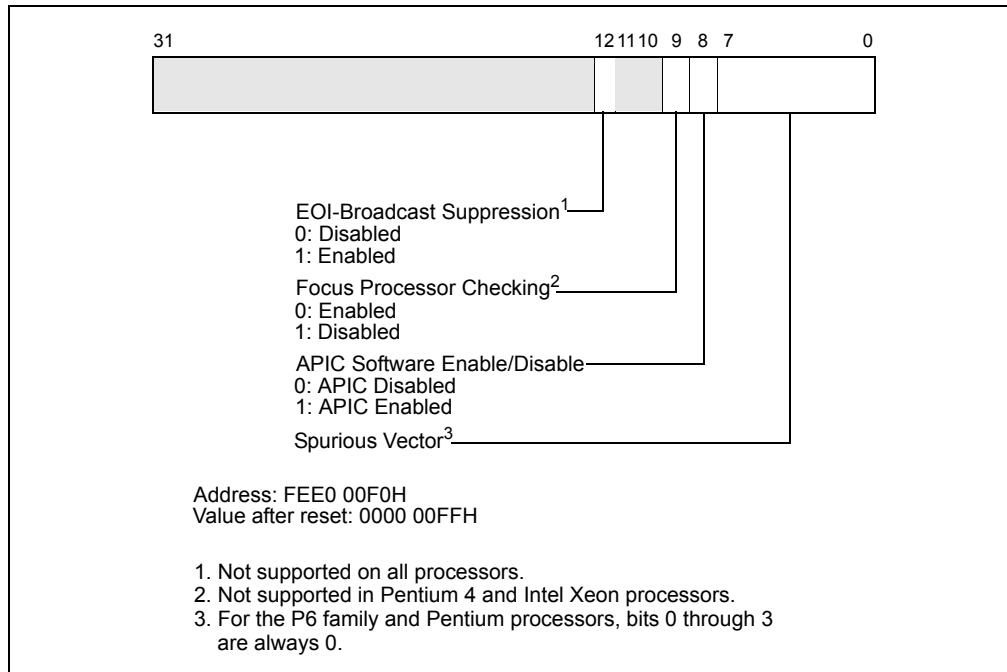 31 12 11 10 9 8 7 0
EOI-Broadcast Suppression1
0: Disabled
1: Enabled
Focus Processor Checking2
0: Enabled
1: Disabled
APIC Software Enable/Disable
0: APIC Disabled
1: APIC Enabled
Spurious Vector3
Address: FEE0 00F0H
Value after reset: 0000 00FFH
1. Not supported on all processors.
2. Not supported in Pentium 4 and Intel Xeon processors.
3. For the P6 family and Pentium processors, bits 0 through 3
are always 0.